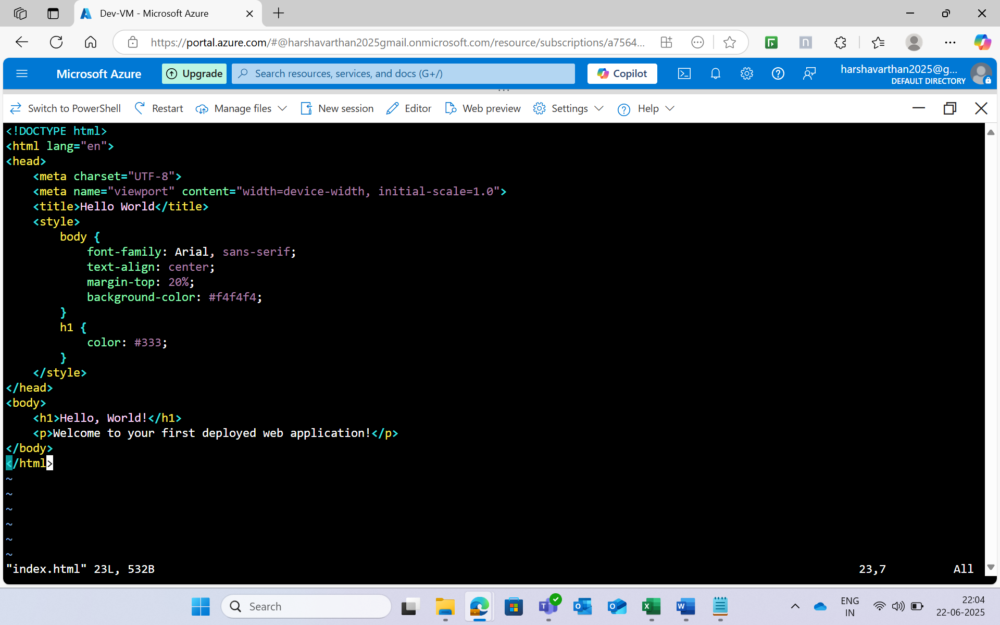 Dev-VM - Microsoft Azure
https://portal.azure.com/#@harshavarthan2025gmail.onmicrosoft.com/resource/subscriptions/a7564...
Microsoft Azure
Upgrade
Search resources, services, and docs (G+/)
Copilot
harshavarthan2025@g...
DEFAULT DIRECTORY
Switch to PowerShell
Restart
Manage files
New session
Editor
Web preview
Settings
Help
<!DOCTYPE html>
<html lang="en">
<head>
    <meta charset="UTF-8">
    <meta name="viewport" content="width=device-width, initial-scale=1.0">
    <title>Hello World</title>
    <style>
        body {
            font-family: Arial, sans-serif;
            text-align: center;
            margin-top: 20%;
            background-color: #f4f4f4;
        }
        h1 {
            color: #333;
        }
    </style>
</head>
<body>
    <h1>Hello, World!</h1>
    <p>Welcome to your first deployed web application!</p>
</body>
</html>
~
~
~
~
~
~
"index.html" 23L, 532B 23,7 All
Search
ENG
IN
22:04
22-06-2025